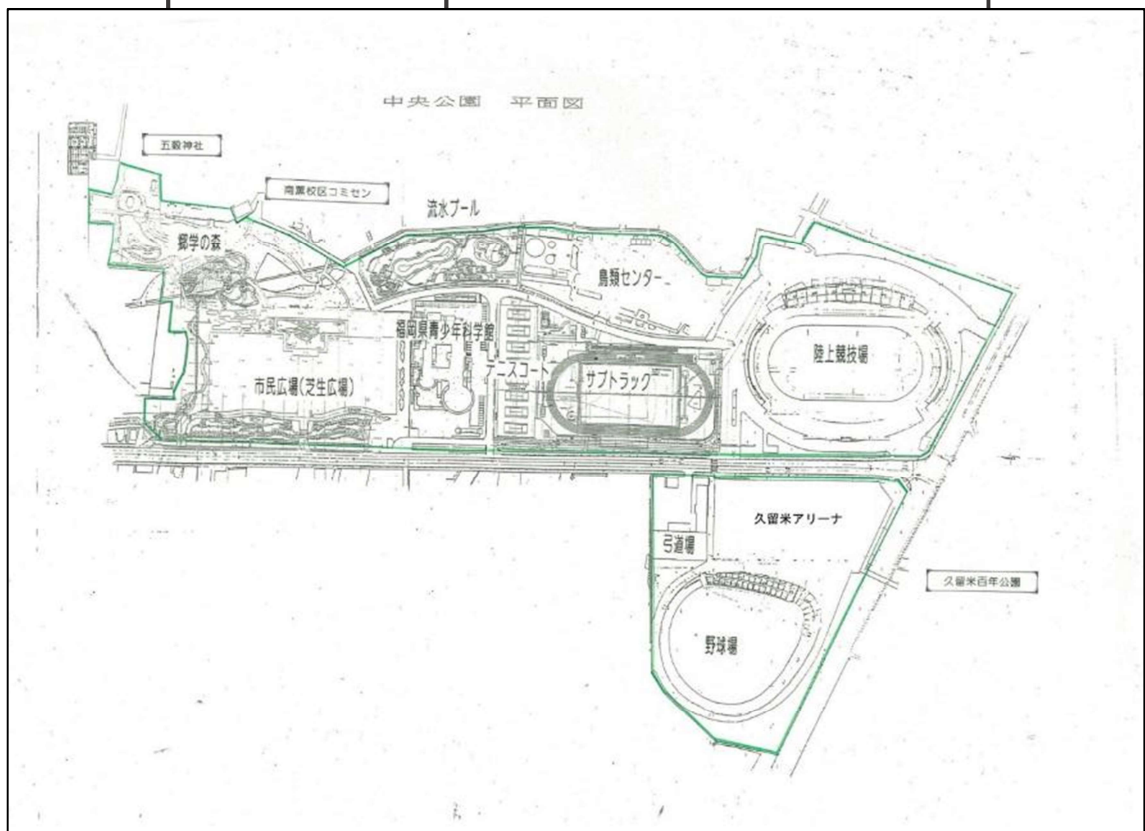 中央公園 平面図
五穀神社
南薫校区コミセン
流水プール
郷学の森
鳥類センター
福岡県青少年科学館
陸上競技場
テニスコート
サブトラック
市民広場(芝生広場)
久留米アリーナ
弓道場
久留米百年公園
野球場